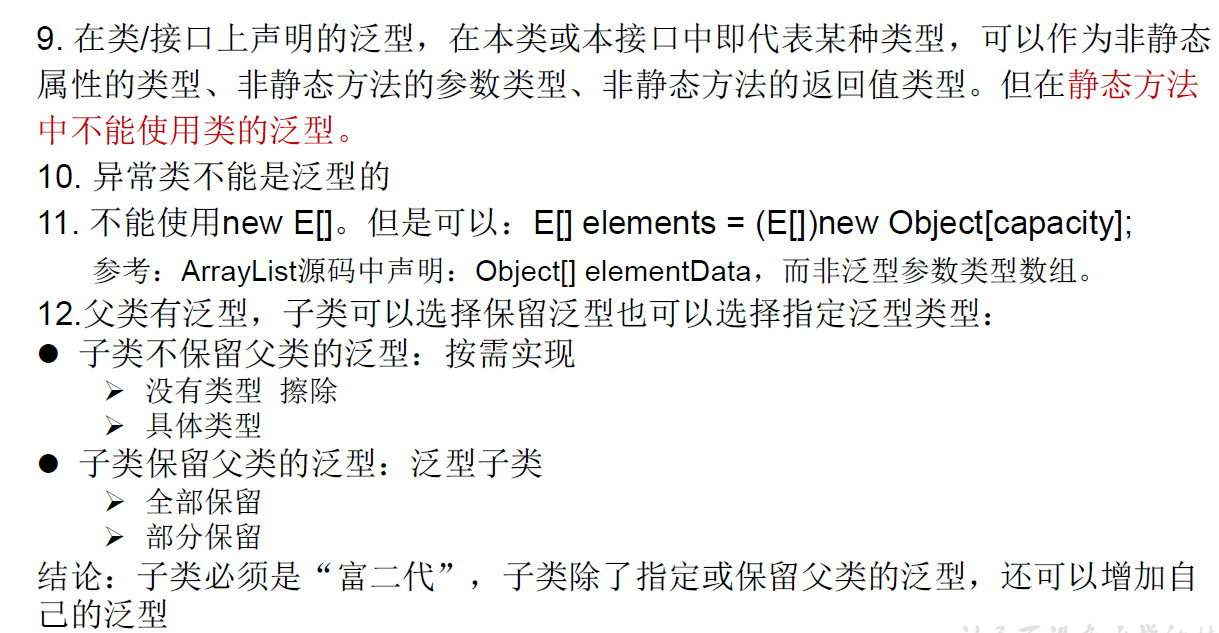 9. 在类/接口上声明的泛型，在本类或本接口中即代表某种类型，可以作为非静态
属性的类型、非静态方法的参数类型、非静态方法的返回值类型。但在静态方法
中不能使用类的泛型。
10. 异常类不能是泛型的
11. 不能使用new E[]。但是可以：E[] elements = (E[])new Object[capacity];
参考：ArrayList源码中声明：Object[] elementData，而非泛型参数类型数组。
12.父类有泛型，子类可以选择保留泛型也可以选择指定泛型类型：
● 子类不保留父类的泛型：按需实现
➢ 没有类型 擦除
➢ 具体类型
● 子类保留父类的泛型：泛型子类
➢ 全部保留
➢ 部分保留
结论：子类必须是“富二代”，子类除了指定或保留父类的泛型，还可以增加自
己的泛型